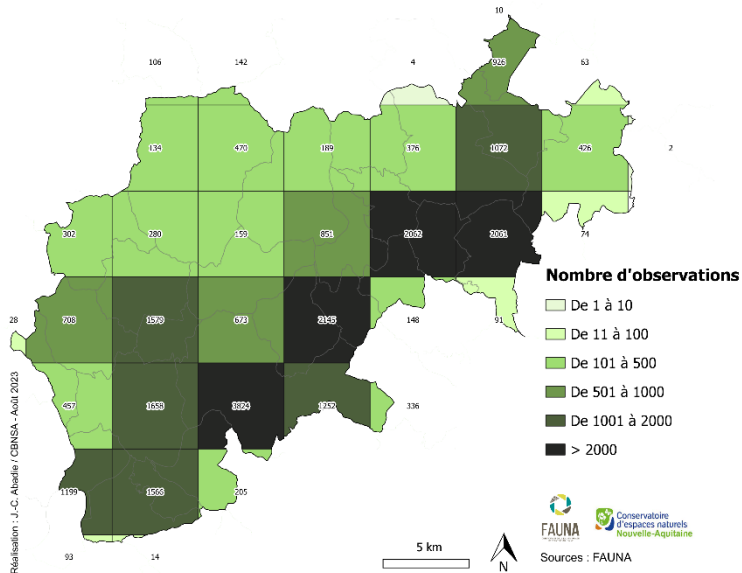 10
106 142 4 926 63
134 470 189 376 1072 426 2
302 280 159 851 2062 2061 74
28 708 1579 673 2145 148 91
457 1658 3824 1252 336
1199 1566 205
93 14
Nombre d'observations
De 1 à 10
De 11 à 100
De 101 à 500
De 501 à 1000
De 1001 à 2000
> 2000
Réalisation : J.-C. Abadie / CBNSA - Août 2023
5 km
N
FAUNA
Conservatoire
d'espaces naturels
Nouvelle-Aquitaine
Sources : FAUNA